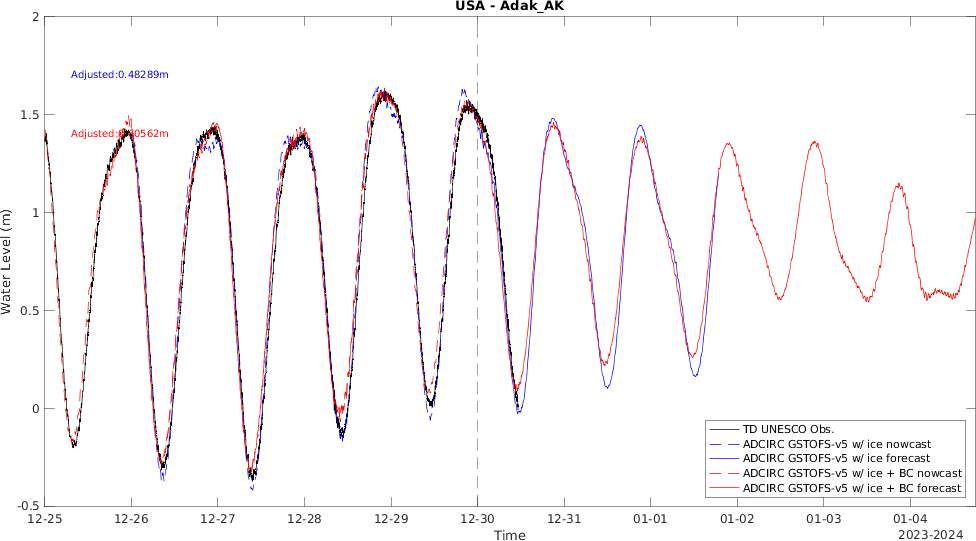 USA - Adak_AK
2
1.5
1
0.5
0
-0.5
Water Level (m)
Adjusted:0.48289m
12-25
12-26
12-27
12-28
12-29
12-30
12-31
01-01
01-02
01-03
01-04
Time
2023-2024
TD UNESCO Obs.
ADCIRC GSTOFS-v5 w/ ice nowcast
ADCIRC GSTOFS-v5 w/ ice forecast
ADCIRC GSTOFS-v5 w/ ice + BC nowcast
ADCIRC GSTOFS-v5 w/ ice + BC forecast